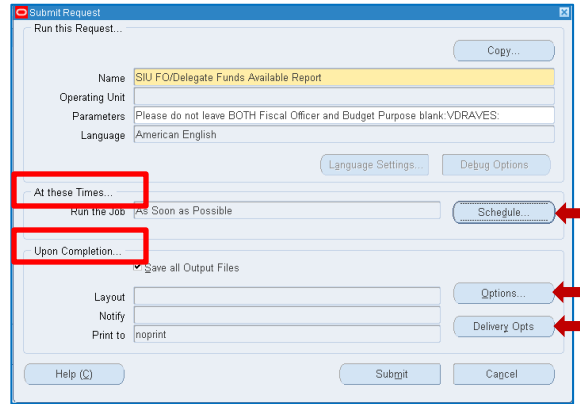 Submit Request
Run this Request...
Copy...
Name SIU FO/Delegate Funds Available Report
Operating Unit
Parameters Please do not leave BOTH Fiscal Officer and Budget Purpose blank:VDRAVES:
Language American English
Language Settings... Debug Options
At these Times...
Run the Job As Soon as Possible Schedule...
Upon Completion...
Save all Output Files
Layout Options...
Notify
Print to noprint Delivery Opts
Help (C) Submit Cancel